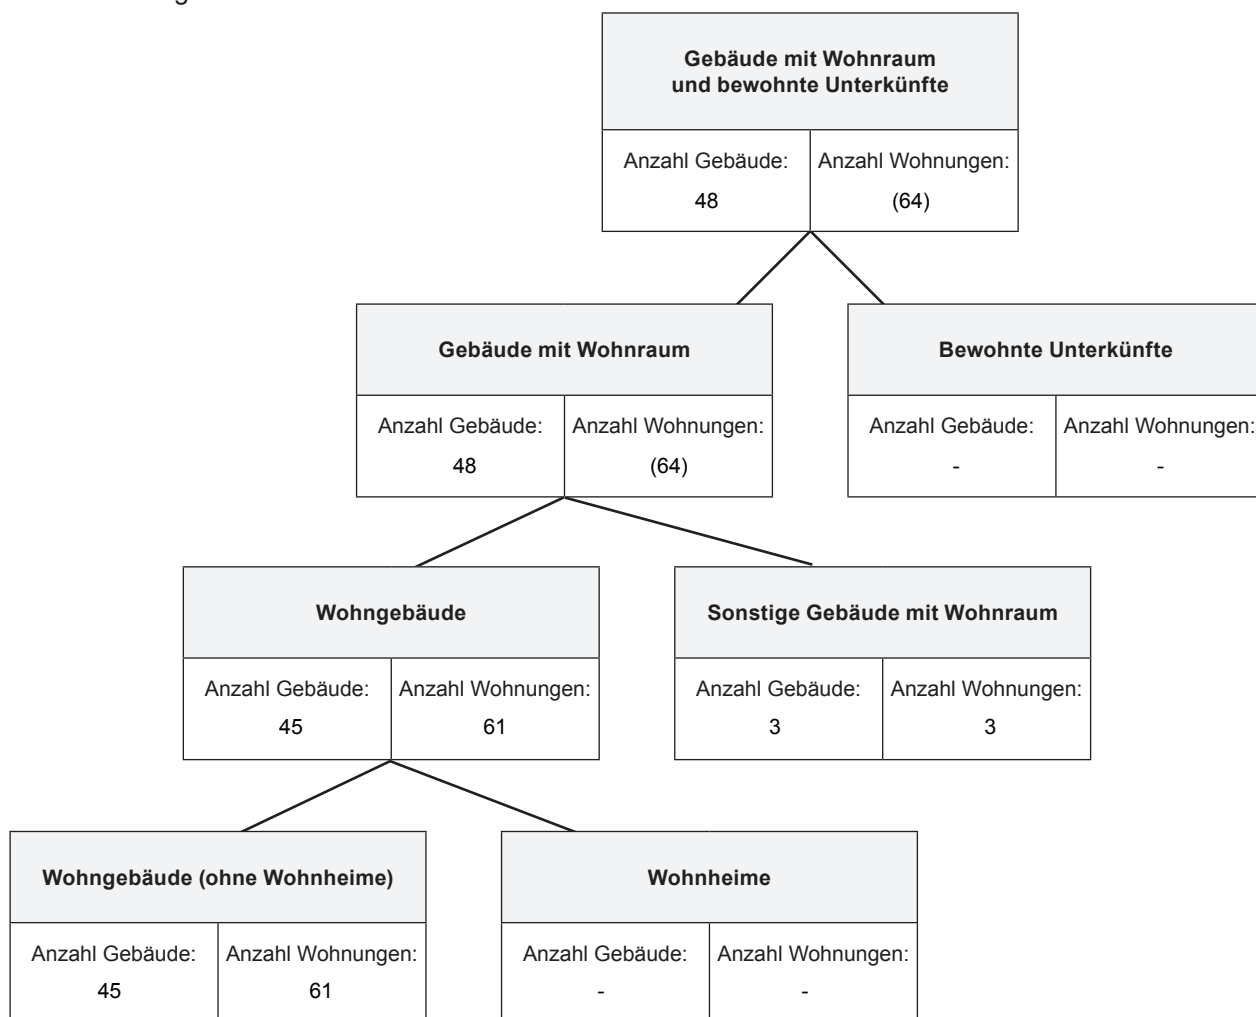 Gebäude mit Wohnraum
und bewohnte Unterkünfte
Anzahl Gebäude: Anzahl Wohnungen:
48 (64)
Gebäude mit Wohnraum
Bewohnte Unterkünfte
Anzahl Gebäude: Anzahl Wohnungen:
48 (64)
Anzahl Gebäude: Anzahl Wohnungen:
- -
Wohngebäude
Sonstige Gebäude mit Wohnraum
Anzahl Gebäude: Anzahl Wohnungen:
45 61
Anzahl Gebäude: Anzahl Wohnungen:
3 3
Wohngebäude (ohne Wohnheime)
Wohnheime
Anzahl Gebäude: Anzahl Wohnungen:
45 61
Anzahl Gebäude: Anzahl Wohnungen:
- -